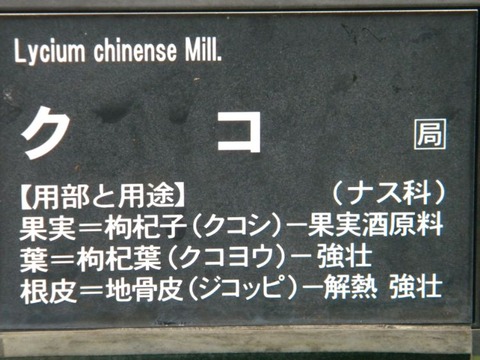 Lycium chinense Mill.
クコ 局
【用部と用途】 (ナス科)
果実=枸杞子(クコシ)−果実酒原料
葉=枸杞葉(クコヨウ)−強壮
根皮=地骨皮(ジコッピ)−解熱 強壮